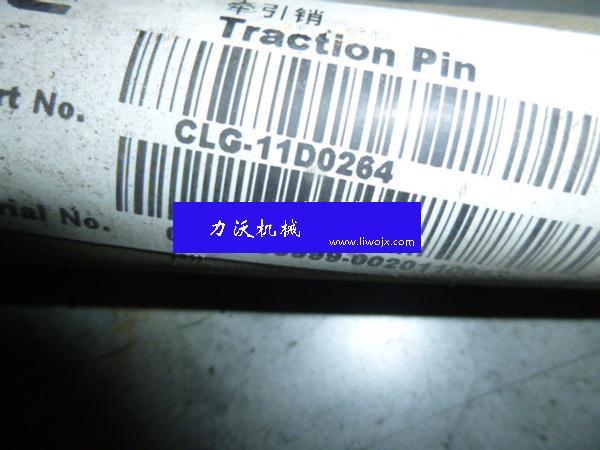 牵引销
Traction Pin
rt No.
CLG-11D0264
rial No.
力沃机械
www.liwojx.com